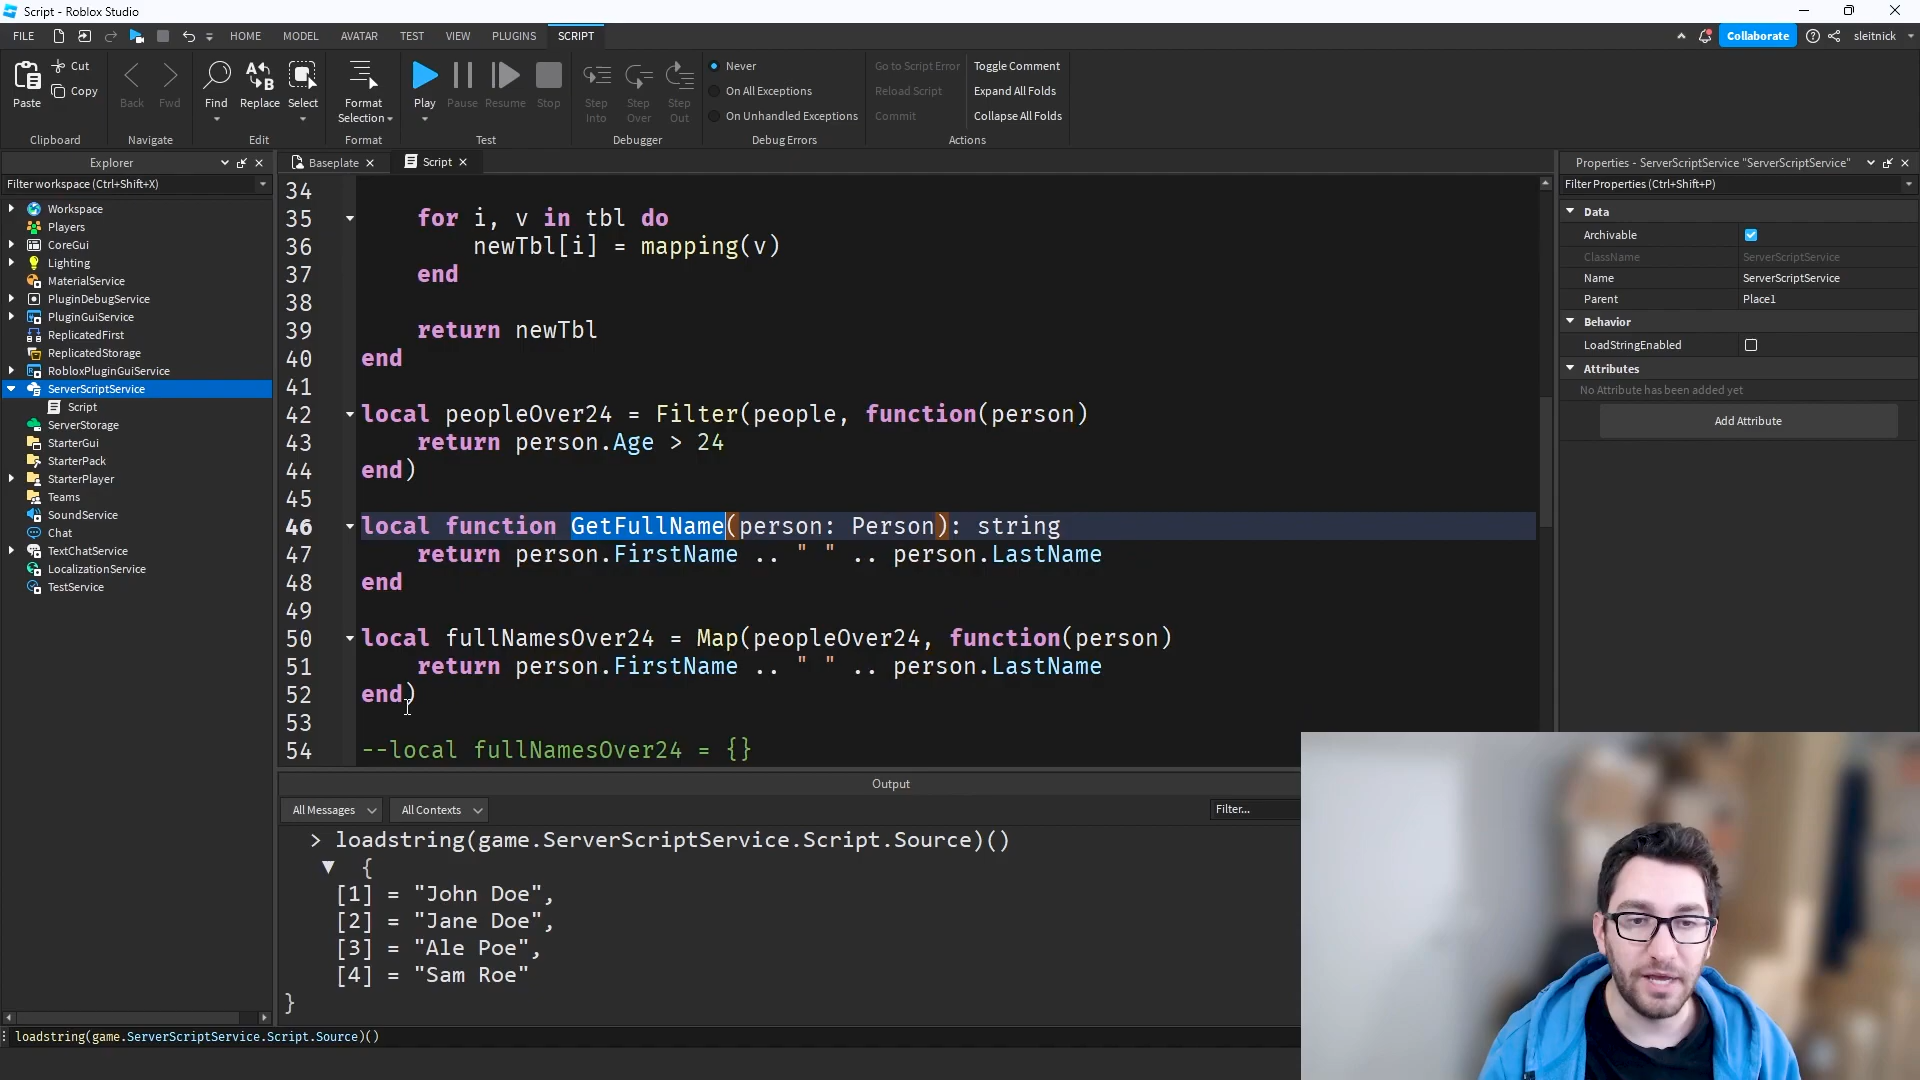 Script - Roblox Studio
FILE HOME MODEL AVATAR TEST VIEW PLUGINS SCRIPT Collaborate sleitnick
Paste Cut Copy Back Fwd Find Replace Select Format Selection Play Pause Resume Stop Step Into Step Over Step Out
Never
On All Exceptions
On Unhandled Exceptions
Go to Script Error
Reload Script
Commit
Toggle Comment
Expand All Folds
Collapse All Folds
Clipboard Navigate Edit Format Test Debugger Debug Errors Actions
Explorer
Filter workspace (Ctrl+Shift+X)
Workspace
Players
CoreGui
Lighting
MaterialService
PluginDebugService
PluginGuiService
ReplicatedFirst
ReplicatedStorage
RobloxPluginGuiService
ServerScriptService
Script
ServerStorage
StarterGui
StarterPack
StarterPlayer
Teams
SoundService
Chat
TextChatService
LocalizationService
TestService
Baseplate Script
34
35 for i, v in tbl do
36 newTbl[i] = mapping(v)
37 end
38
39 return newTbl
40 end
41
42 local peopleOver24 = Filter(people, function(person)
43 return person.Age > 24
44 end)
45
46 local function GetFullName(person: Person): string
47 return person.FirstName .. " " .. person.LastName
48 end
49
50 local fullNamesOver24 = Map(peopleOver24, function(person)
51 return person.FirstName .. " " .. person.LastName
52 end)
53
54 --local fullNamesOver24 = {}
Properties - ServerScriptService "ServerScriptService"
Filter Properties (Ctrl+Shift+P)
Data
Archivable
ClassName ServerScriptService
Name ServerScriptService
Parent Place1
Behavior
LoadStringEnabled
Attributes
No Attribute has been added yet
Add Attribute
Output
All Messages All Contexts Filter...
> loadstring(game.ServerScriptService.Script.Source)()
{
[1] = "John Doe",
[2] = "Jane Doe",
[3] = "Ale Poe",
[4] = "Sam Roe"
}
loadstring(game.ServerScriptService.Script.Source)()